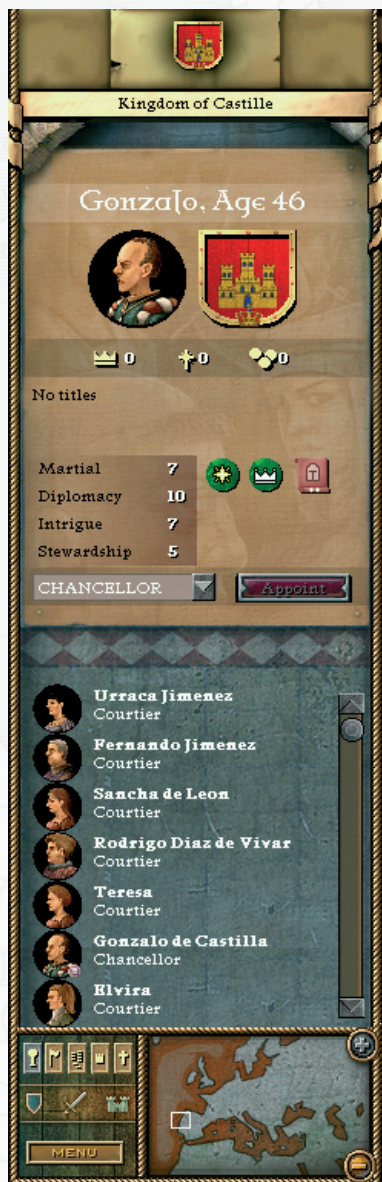 Kingdom of Castille
Gonzalo, Age 46
0 0 0
No titles
Martial 7
Diplomacy 10
Intrigue 7
Stewardship 5
CHANCELLOR Appoint
Urraca Jimenez
Courtier
Fernando Jimenez
Courtier
Sancha de Leon
Courtier
Rodrigo Diaz de Vivar
Courtier
Teresa
Courtier
Gonzalo de Castilla
Chancellor
Elvira
Courtier
MENU